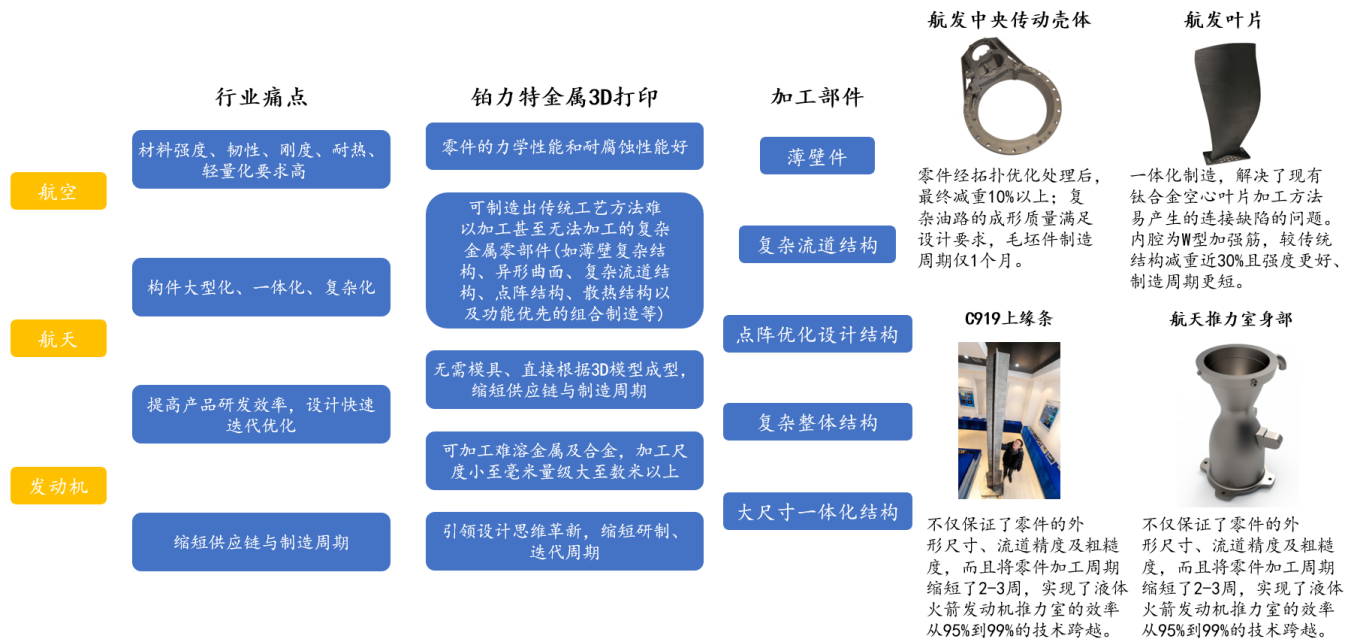 航空
航天
发动机
行业痛点
材料强度、韧性、刚度、耐热、
轻量化要求高
构件大型化、一体化、复杂化
提高产品研发效率，设计快速
迭代优化
缩短供应链与制造周期
铂力特金属3D打印
零件的力学性能和耐腐蚀性能好
可制造出传统工艺方法难
以加工甚至无法加工的复杂
金属零部件(如薄壁复杂结
构、异形曲面、复杂流道结
构、点阵结构、散热结构以
及功能优先的组合制造等)
无需模具、直接根据3D模型成型，
缩短供应链与制造周期
可加工难溶金属及合金，加工尺
度小至毫米量级大至数米以上
引领设计思维革新，缩短研制、
迭代周期
加工部件
薄壁件
复杂流道结构
点阵优化设计结构
复杂整体结构
大尺寸一体化结构
航发中央传动壳体
零件经拓扑优化处理后，
最终减重10%以上；复
杂油路的成形质量满足
设计要求，毛坯件制造
周期仅1个月。
航发叶片
一体化制造，解决了现有
钛合金空心叶片加工方法
易产生的连接缺陷的问题。
内腔为W型加强筋，较传统
结构减重近30%且强度更好、
制造周期更短。
C919上缘条
不仅保证了零件的外
形尺寸、流道精度及粗糙
度，而且将零件加工周期
缩短了2-3周，实现了液体
火箭发动机推力室的效率
从95%到99%的技术跨越。
航天推力室身部
不仅保证了零件的外
形尺寸、流道精度及粗糙
度，而且将零件加工周期
缩短了2-3周，实现了液体
火箭发动机推力室的效率
从95%到99%的技术跨越。